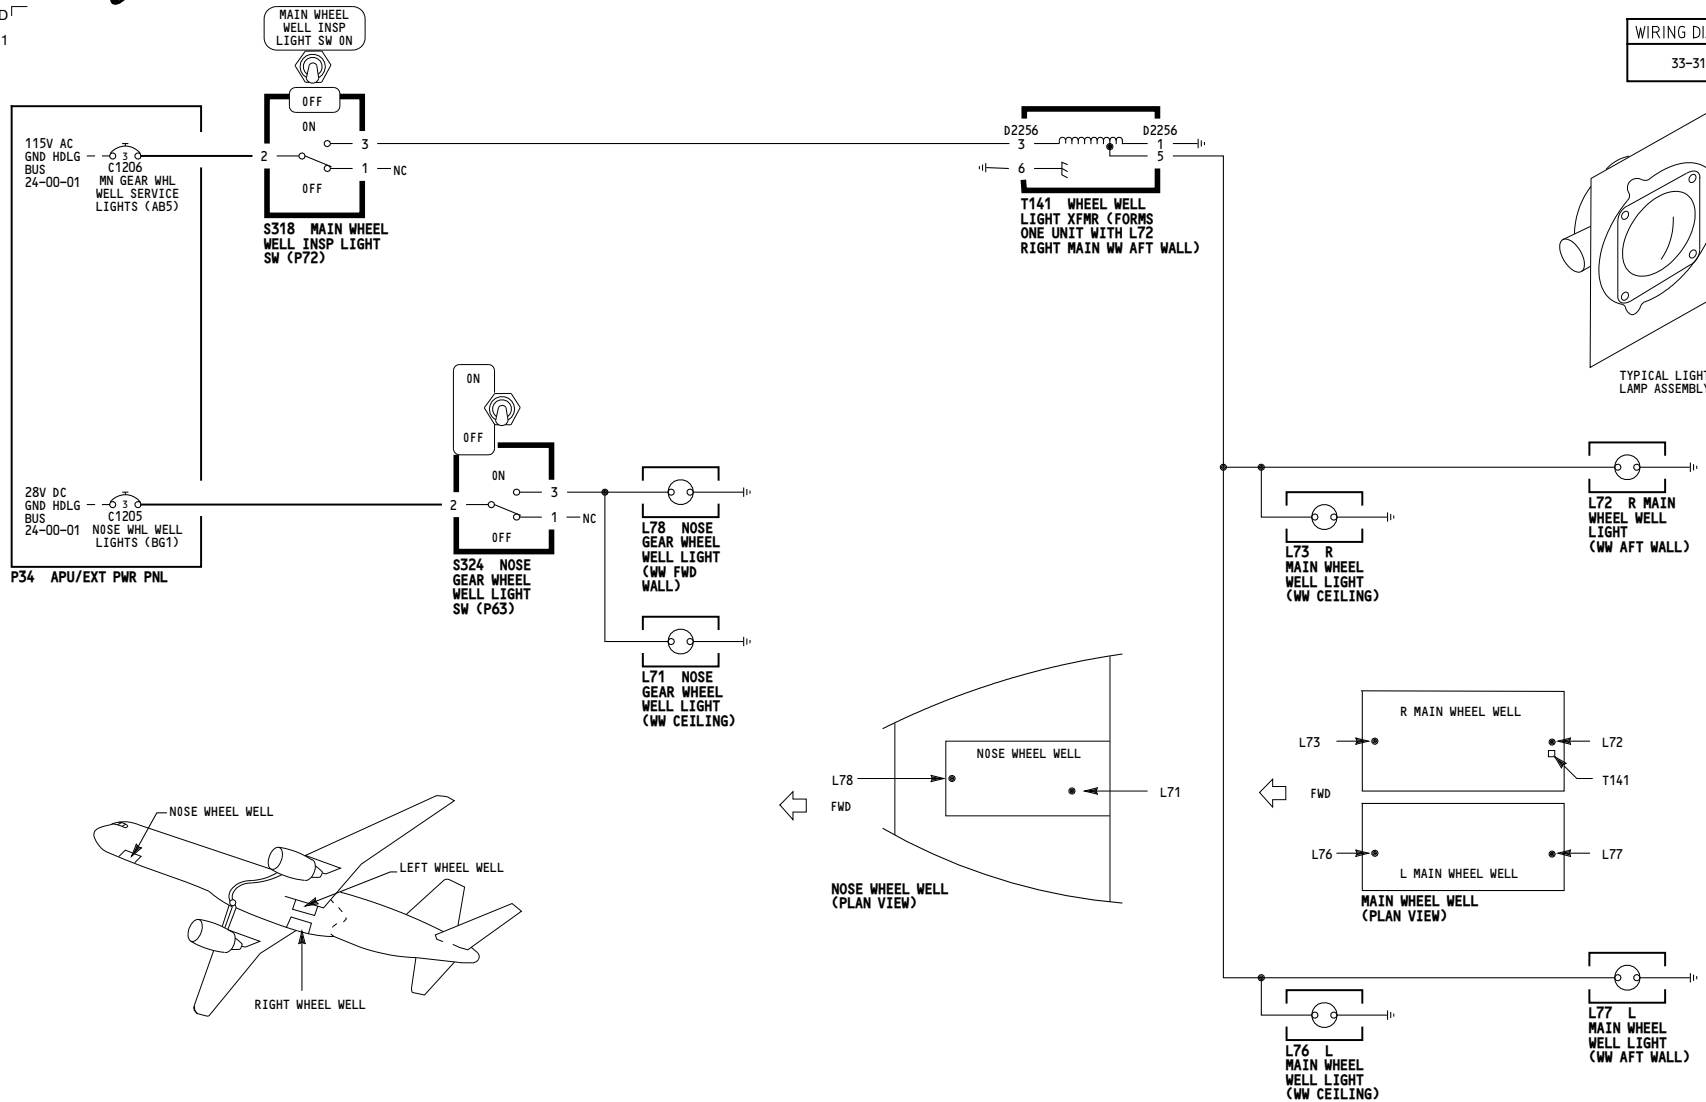 D
1
MAIN WHEEL
WELL INSP
LIGHT SW ON
OFF
ON
2
3
1
NC
OFF
S318 MAIN WHEEL
WELL INSP LIGHT
SW (P72)
115V AC
GND HDLG
BUS
24-00-01
3
C1206
MN GEAR WHL
WELL SERVICE
LIGHTS (AB5)
28V DC
GND HDLG
BUS
24-00-01
3
C1205
NOSE WHL WELL
LIGHTS (BG1)
P34 APU/EXT PWR PNL
ON
OFF
ON
2
3
1
NC
OFF
S324 NOSE
GEAR WHEEL
WELL LIGHT
SW (P63)
L78 NOSE
GEAR WHEEL
WELL LIGHT
(WW FWD
WALL)
L71 NOSE
GEAR WHEEL
WELL LIGHT
(WW CEILING)
D2256
3
6
D2256
1
5
T141 WHEEL WELL
LIGHT XFMR (FORMS
ONE UNIT WITH L72
RIGHT MAIN WW AFT WALL)
WIRING DI
33-31
TYPICAL LIGHT
LAMP ASSEMBLY
L72 R MAIN
WHEEL WELL
LIGHT
(WW AFT WALL)
L73 R
MAIN WHEEL
WELL LIGHT
(WW CEILING)
NOSE WHEEL WELL
LEFT WHEEL WELL
RIGHT WHEEL WELL
NOSE WHEEL WELL
L78
FWD
L71
NOSE WHEEL WELL
(PLAN VIEW)
R MAIN WHEEL WELL
L73
L72
T141
FWD
L76
L77
L MAIN WHEEL WELL
MAIN WHEEL WELL
(PLAN VIEW)
L77 L
MAIN WHEEL
WELL LIGHT
(WW AFT WALL)
L76 L
MAIN WHEEL
WELL LIGHT
(WW CEILING)